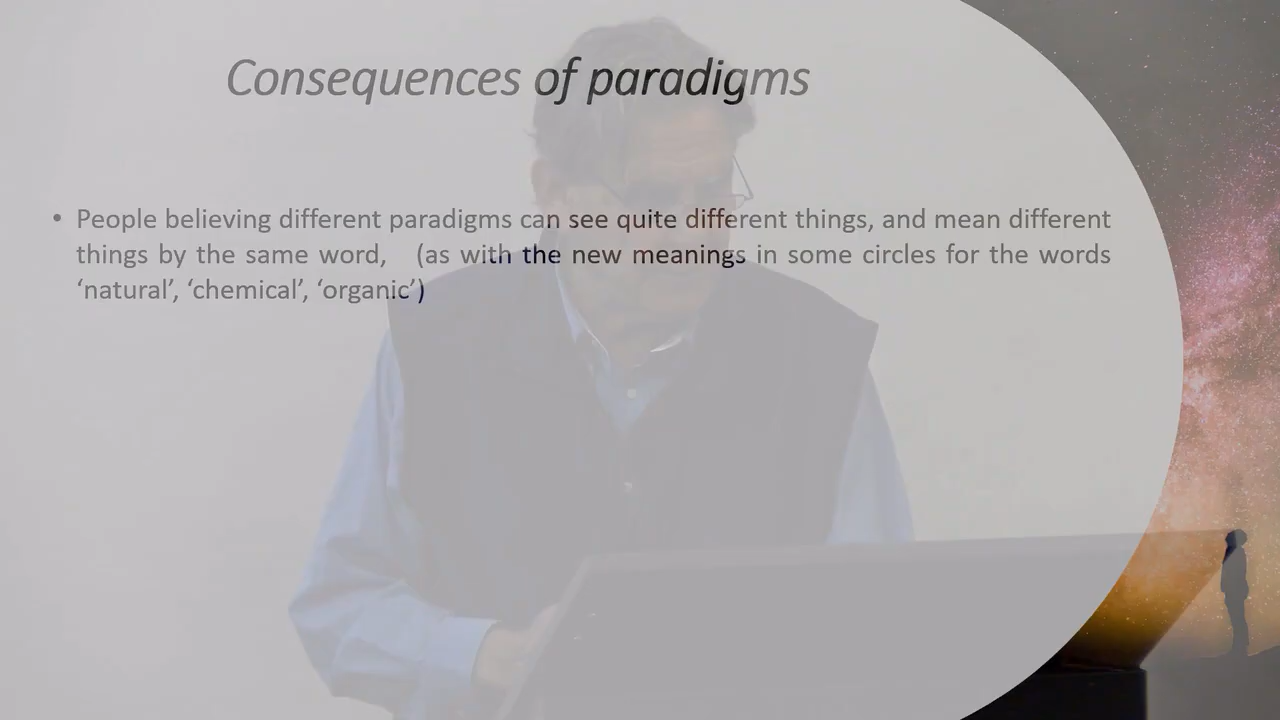 Consequences of paradigms
• People believing different paradigms can see quite different things, and mean different
things by the same word, (as with the new meanings in some circles for the words
‘natural’, ‘chemical’, ‘organic’)